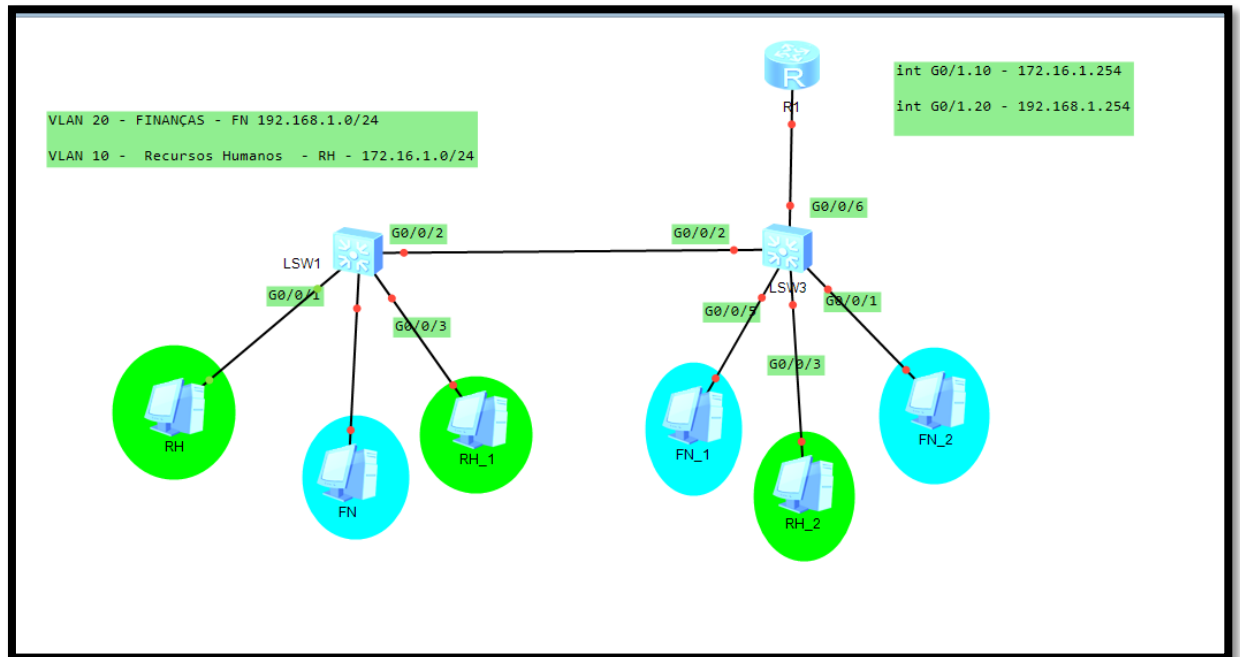 R
R1
int G0/1.10 - 172.16.1.254
int G0/1.20 - 192.168.1.254
VLAN 20 - FINANÇAS - FN 192.168.1.0/24
VLAN 10 -  Recursos Humanos  - RH - 172.16.1.0/24
G0/0/6
G0/0/2
G0/0/2
LSW1
LSW3
G0/0/1
G0/0/3
G0/0/5
G0/0/1
G0/0/3
RH
FN
RH_1
FN_1
RH_2
FN_2